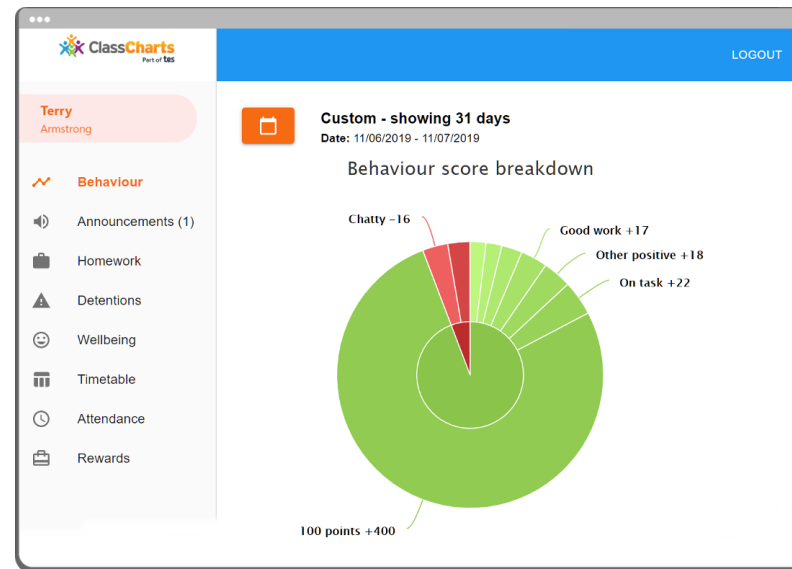 ClassCharts
Part of tes
LOGOUT
Terry
Armstrong
Behaviour
Announcements (1)
Homework
Detentions
Wellbeing
Timetable
Attendance
Rewards
Custom - showing 31 days
Date: 11/06/2019 - 11/07/2019
Behaviour score breakdown
Chatty -16
Good work +17
Other positive +18
On task +22
100 points +400